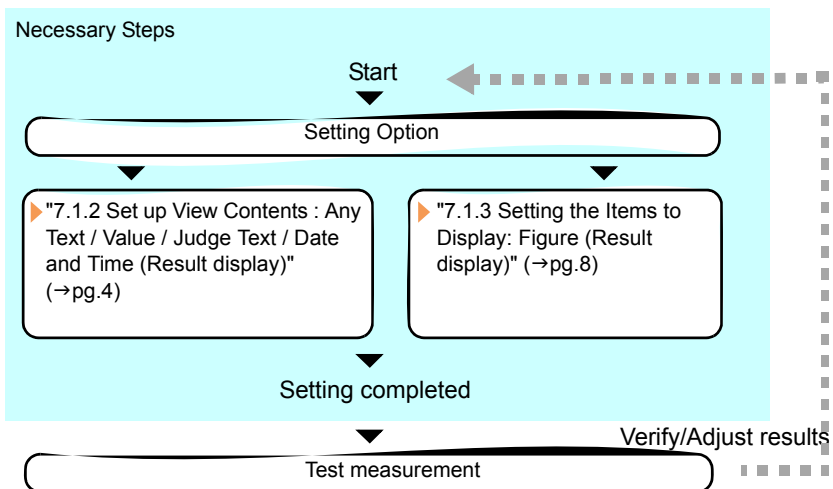 Necessary Steps
Start
Setting Option
"7.1.2 Set up View Contents : Any
Text / Value / Judge Text / Date
and Time (Result display)"
(→pg.4)
"7.1.3 Setting the Items to
Display: Figure (Result
display)" (→pg.8)
Setting completed
Verify/Adjust results
Test measurement